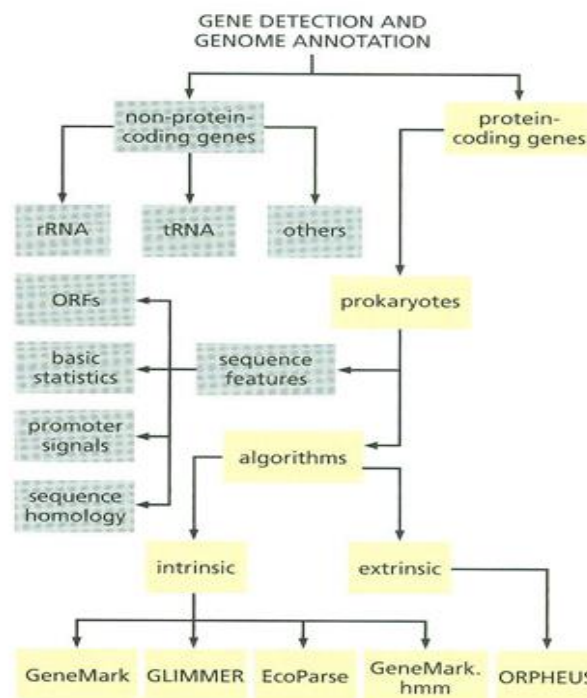 GENE DETECTION AND
GENOME ANNOTATION
non-protein-
coding genes
protein-
coding genes
rRNA
tRNA
others
prokaryotes
ORFs
basic
statistics
sequence
features
promoter
signals
algorithms
sequence
homology
intrinsic
extrinsic
GeneMark
GLIMMER
EcoParse
GeneMark.
hmm
ORPHEUS